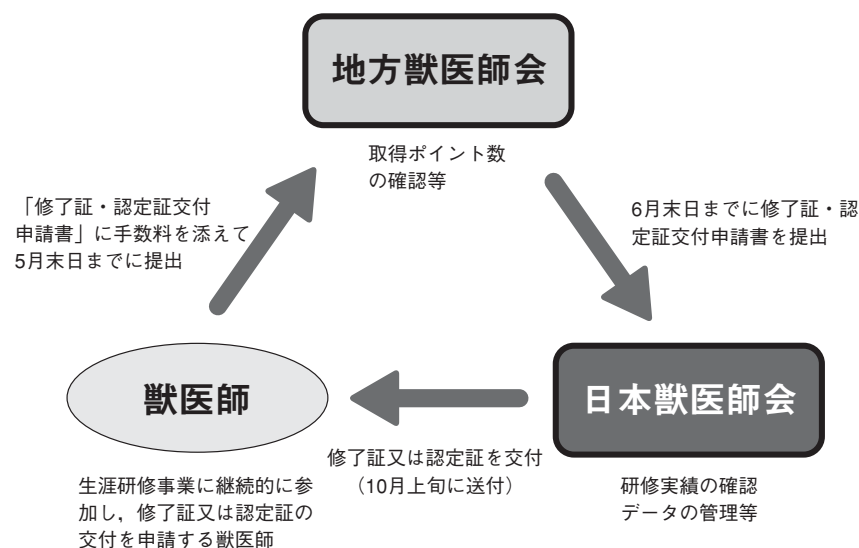 地方獣医師会
取得ポイント数
の確認等
「修了証・認定証交付
申請書」に手数料を添えて
5月末日までに提出
6月末日までに修了証・認
定証交付申請書を提出
獣医師
日本獣医師会
修了証又は認定証を交付
（10月上旬に送付）
生涯研修事業に継続的に参
加し，修了証又は認定証の
交付を申請する獣医師
研修実績の確認
データの管理等